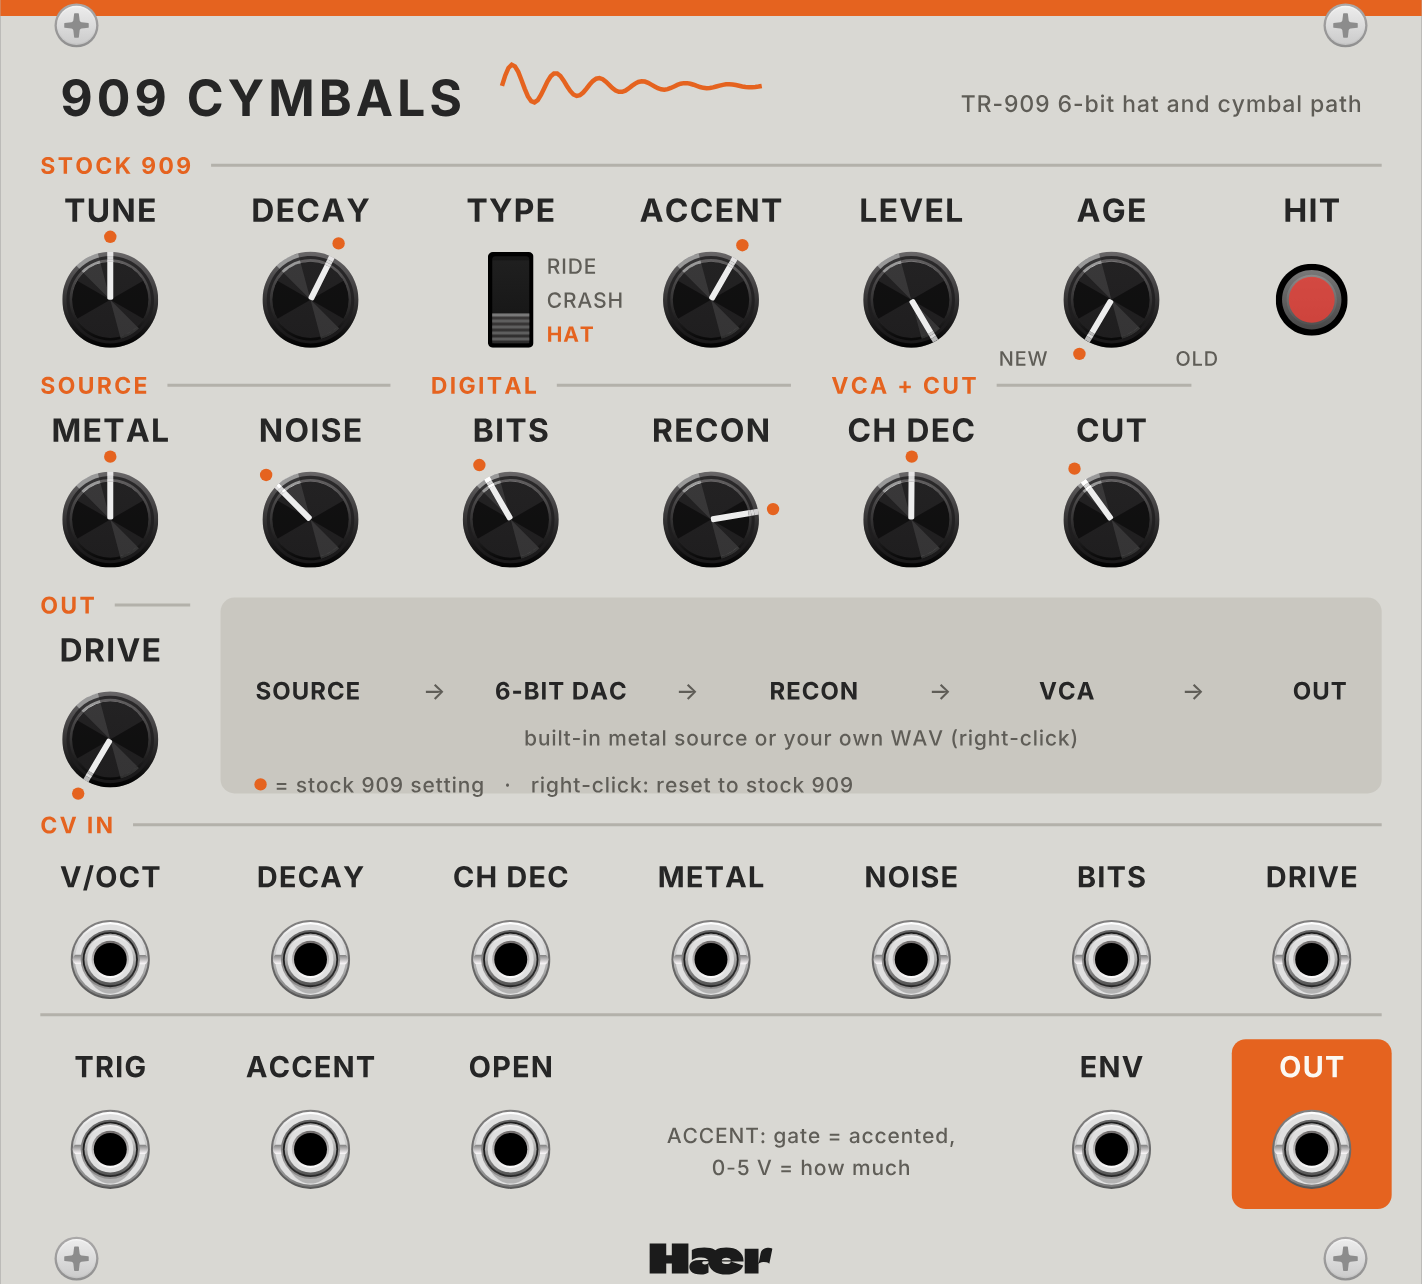 909 CYMBALS
TR-909 6-bit hat and cymbal path
STOCK 909
TUNE DECAY TYPE ACCENT LEVEL AGE HIT
RIDE
CRASH
HAT
NEW OLD
SOURCE DIGITAL VCA + CUT
METAL NOISE BITS RECON CH DEC CUT
OUT
DRIVE
SOURCE → 6-BIT DAC → RECON → VCA → OUT
built-in metal source or your own WAV (right-click)
= stock 909 setting · right-click: reset to stock 909
CV IN
V/OCT DECAY CH DEC METAL NOISE BITS DRIVE
TRIG ACCENT OPEN ENV OUT
ACCENT: gate = accented,
0-5 V = how much
Hær